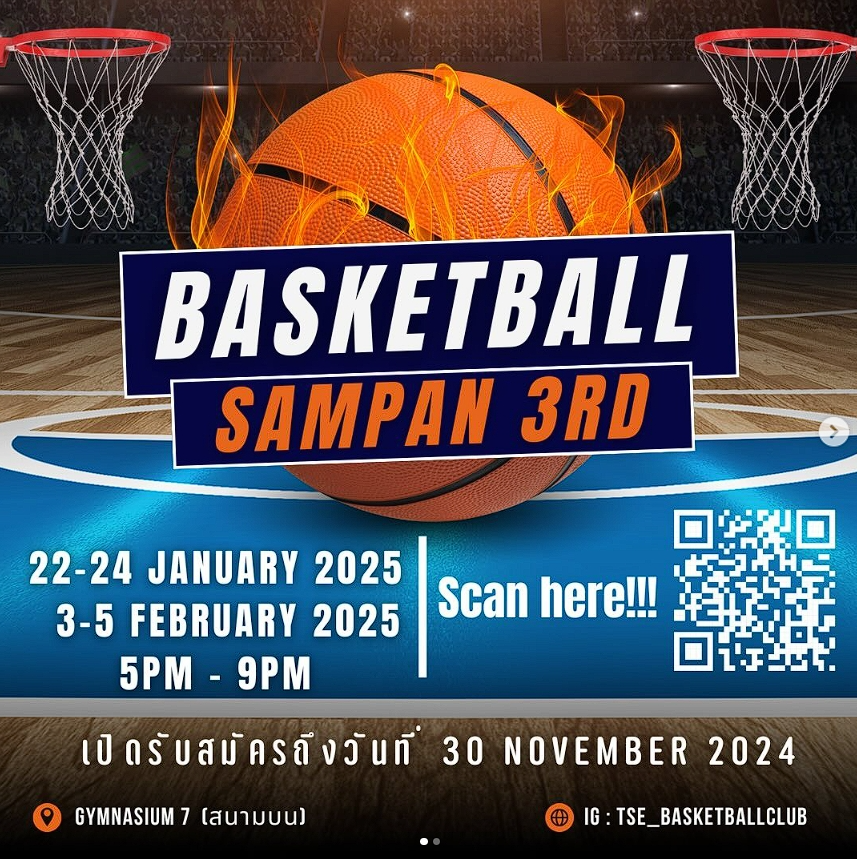 BASKETBALL
SAMPAN 3RD
22-24 JANUARY 2025
3-5 FEBRUARY 2025
5PM - 9PM
Scan here!!!
เปิดรับสมัครถึงวันที่ 30 NOVEMBER 2024
GYMNASIUM 7 (สนามบน)
IG : TSE_BASKETBALLCLUB